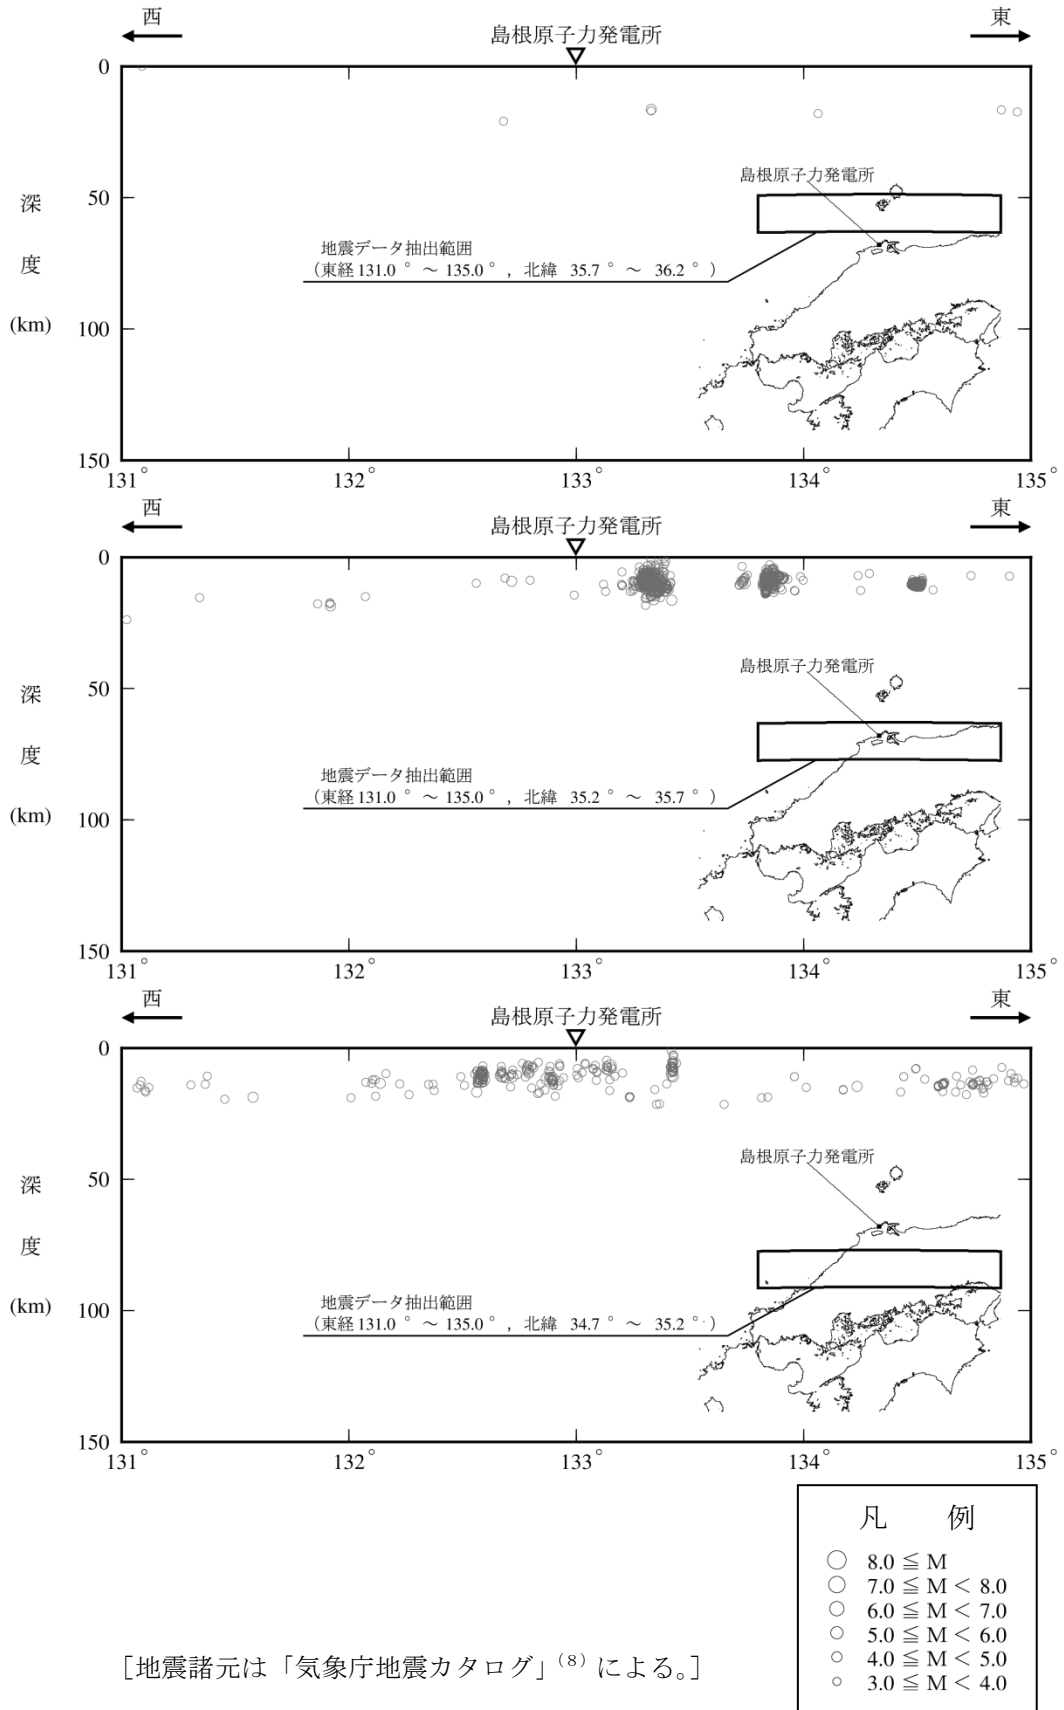 西 東
島根原子力発電所
0
島根原子力発電所
50
深
地震データ抽出範囲
(東経131.0°～135.0°, 北緯 35.7°～ 36.2°)
度
(km) 100
150
131° 132° 133° 134° 135°
西 東
島根原子力発電所
0
島根原子力発電所
50
深
地震データ抽出範囲
(東経131.0°～135.0°, 北緯 35.2°～ 35.7°)
度
(km) 100
150
131° 132° 133° 134° 135°
西 東
島根原子力発電所
0
島根原子力発電所
50
深
度
地震データ抽出範囲
(km) 100
(東経131.0°～135.0°, 北緯 34.7°～ 35.2°)
150
131° 132° 133° 134° 135°
凡 例
8.0 ≦ M
7.0 ≦ M < 8.0
6.0 ≦ M < 7.0
5.0 ≦ M < 6.0
4.0 ≦ M < 5.0
3.0 ≦ M < 4.0
[地震諸元は「気象庁地震カタログ」(8)による。]